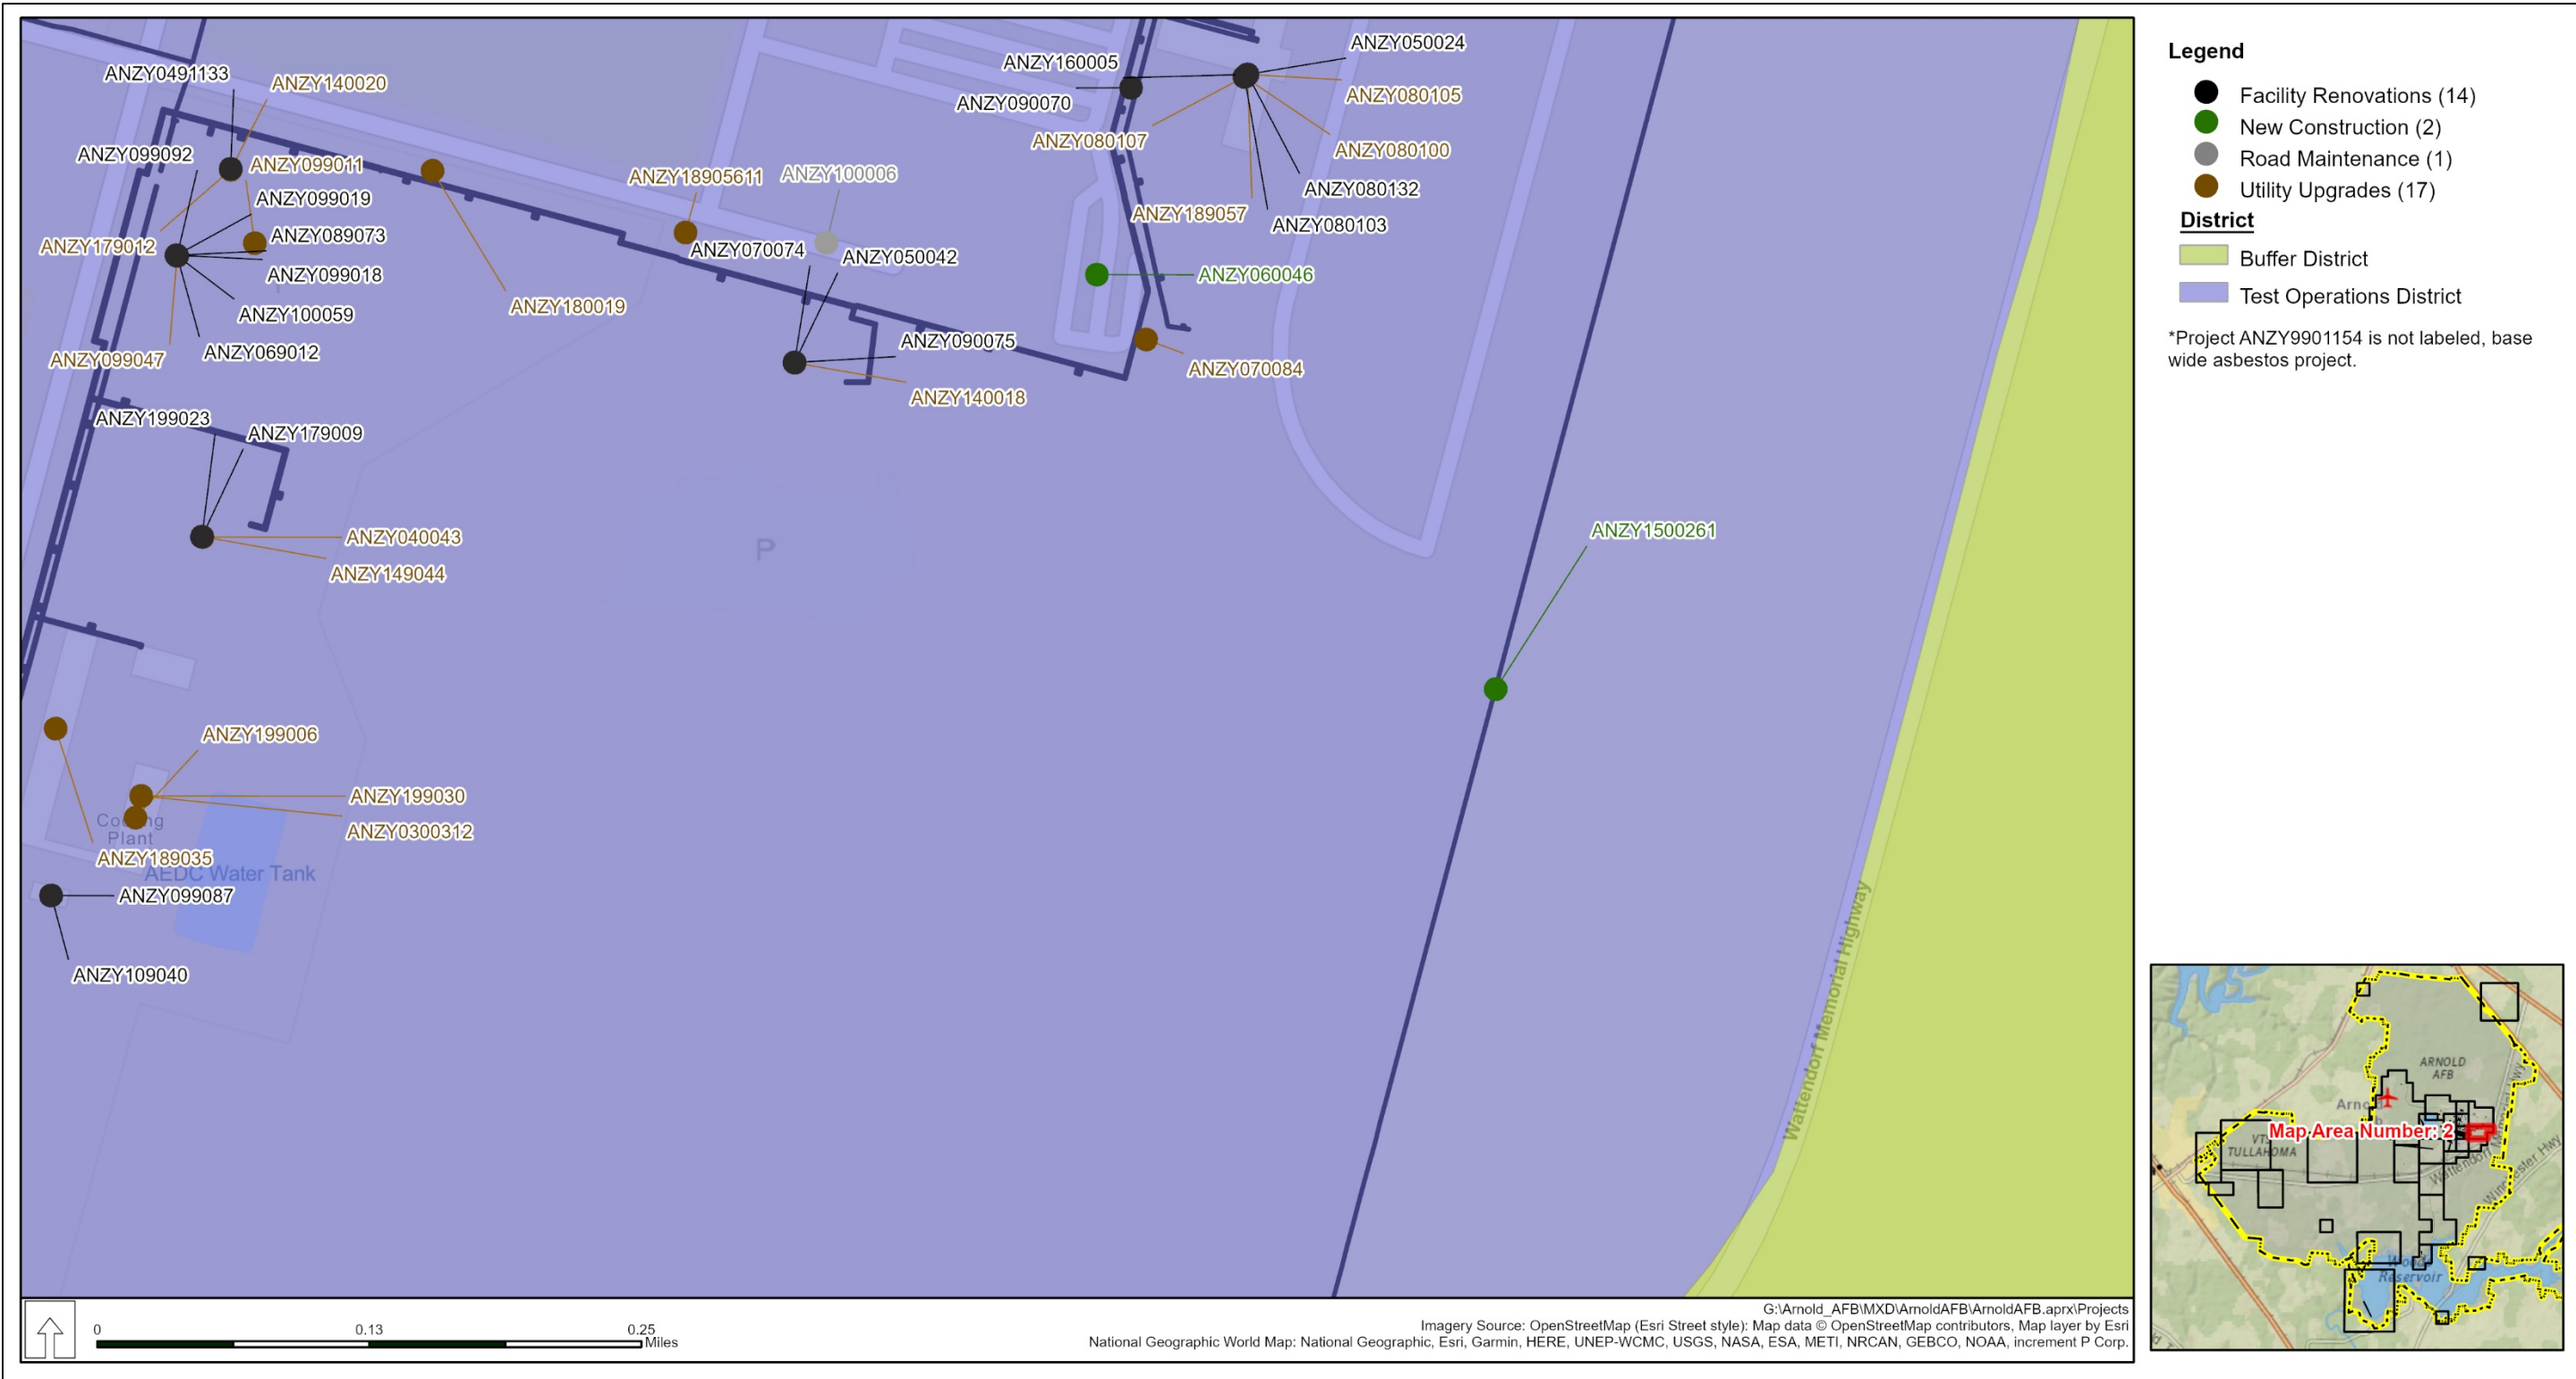 ANZY0491133
ANZY140020
ANZY099092
ANZY099011
ANZY099019
ANZY089073
ANZY179012
ANZY099018
ANZY100059
ANZY069012
ANZY099047
ANZY180019
ANZY18905611
ANZY100006
ANZY070074
ANZY050042
ANZY090075
ANZY140018
ANZY160005
ANZY090070
ANZY050024
ANZY080105
ANZY080107
ANZY080100
ANZY080132
ANZY189057
ANZY080103
ANZY060046
ANZY070084
ANZY199023
ANZY179009
ANZY040043
ANZY149044
P
ANZY1500261
ANZY199006
ANZY199030
ANZY0300312
Plant
ANZY189035
AEDC Water Tank
ANZY099087
ANZY109040
Wattendorf Memorial Highway
Legend
Facility Renovations (14)
New Construction (2)
Road Maintenance (1)
Utility Upgrades (17)
District
Buffer District
Test Operations District
*Project ANZY9901154 is not labeled, base
wide asbestos project.
ARNOLD
AFB
Map Area Number: 2
TULLAHOMA
Reservoir
0
0.13
0.25
Miles
G:\Arnold_AFB\MXD\ArnoldAFB\ArnoldAFB.aprx\Projects
Imagery Source: OpenStreetMap (Esri Street style): Map data © OpenStreetMap contributors, Map layer by Esri
National Geographic World Map: National Geographic, Esri, Garmin, HERE, UNEP-WCMC, USGS, NASA, ESA, METI, NRCAN, GEBCO, NOAA, increment P Corp.